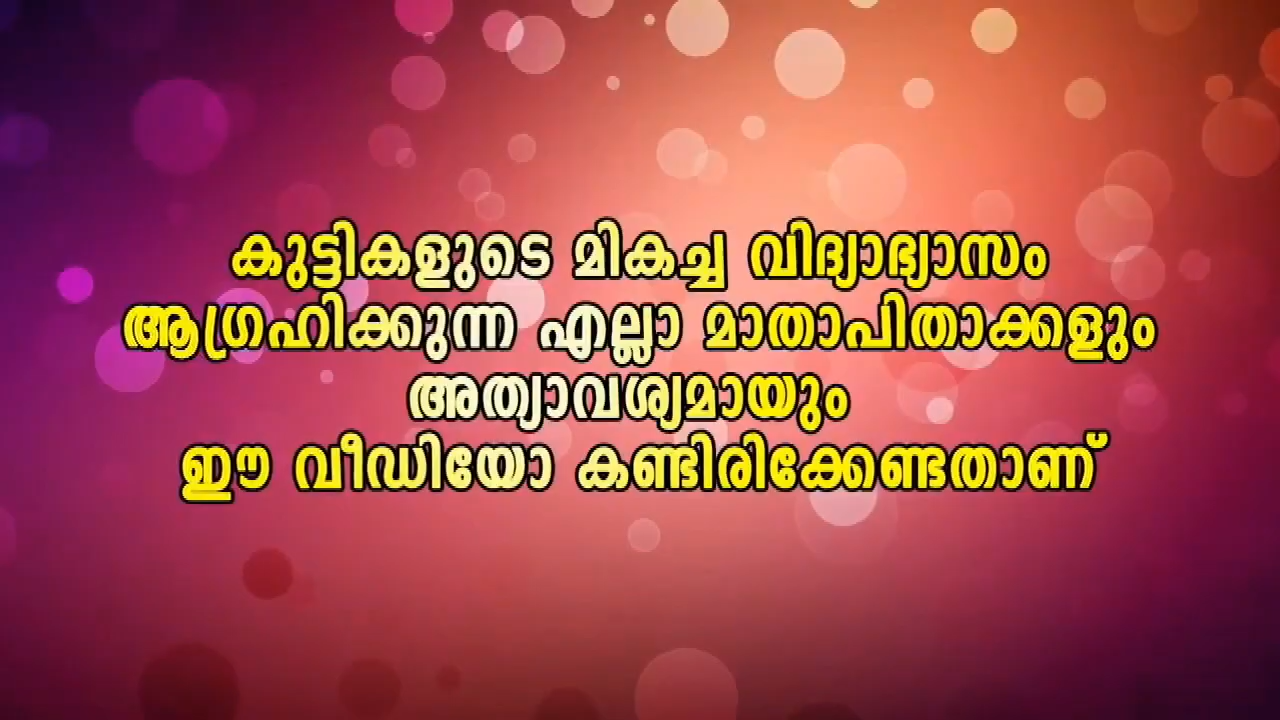 കുട്ടികളുടെ മികച്ച വിദ്യാഭ്യാസം
ആഗ്രഹിക്കുന്ന എല്ലാ മാതാപിതാക്കളും
അത്യാവശ്യമായും
ഈ വീഡിയോ കണ്ടിരിക്കേണ്ടതാണ്